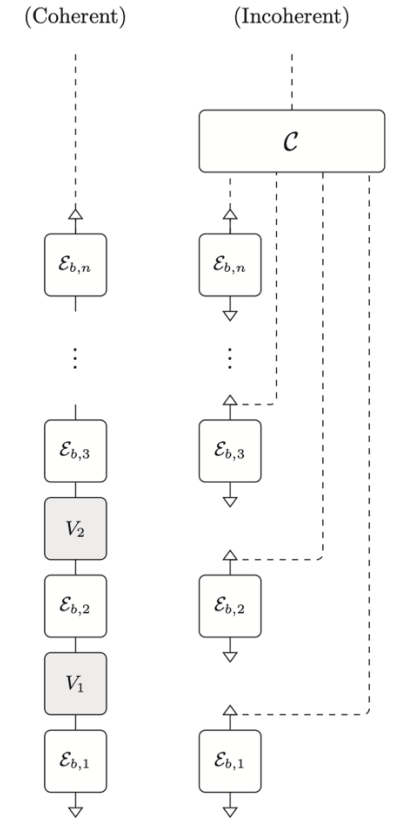 (Coherent) (Incoherent)
𝒞
ℰ_{b,n} ℰ_{b,n}
⋮ ⋮
ℰ_{b,3} ℰ_{b,3}
V_2
ℰ_{b,2} ℰ_{b,2}
V_1
ℰ_{b,1} ℰ_{b,1}